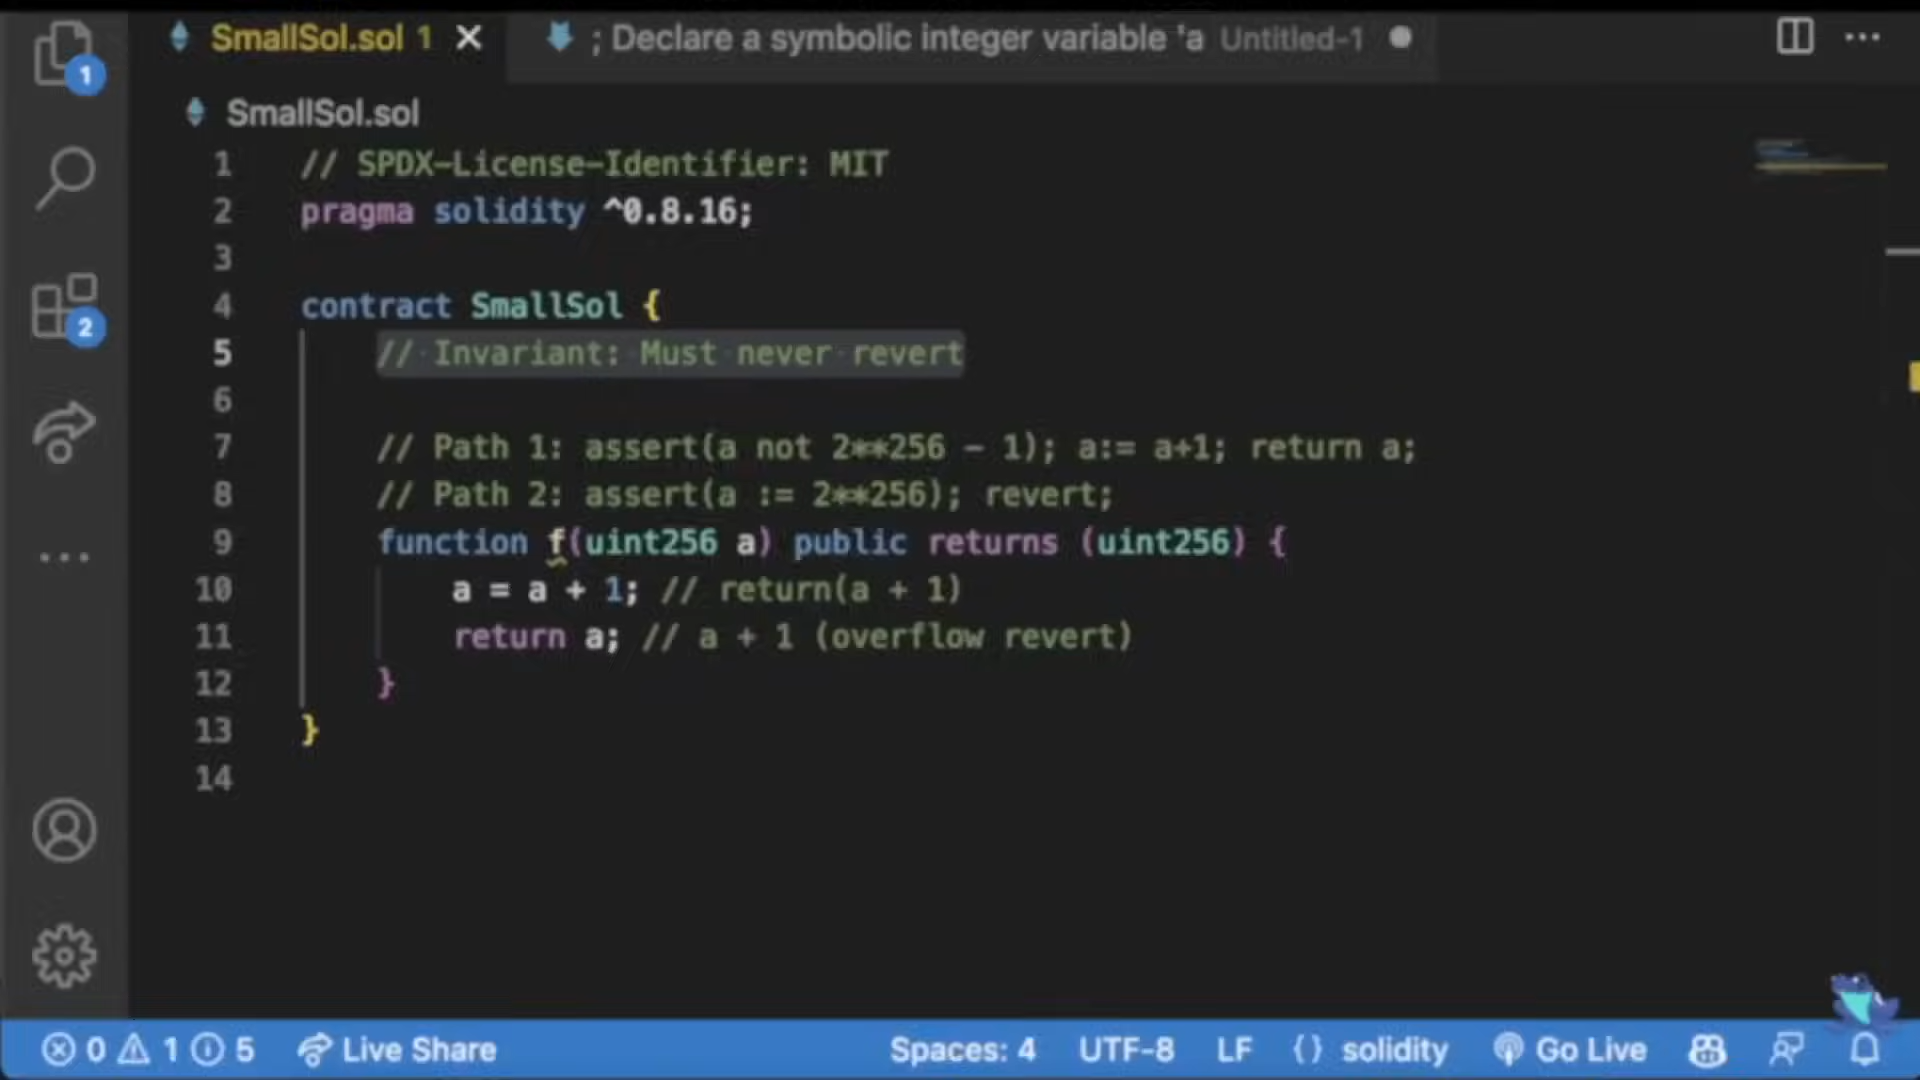 SmallSol.sol 1
; Declare a symbolic integer variable 'a Untitled-1
1
SmallSol.sol
1 // SPDX-License-Identifier: MIT
2 pragma solidity ^0.8.16;
3
4 contract SmallSol {
5 // Invariant: Must never revert
6
7 // Path 1: assert(a not 2**256 - 1); a:= a+1; return a;
8 // Path 2: assert(a := 2**256); revert;
9 function f(uint256 a) public returns (uint256) {
10 a = a + 1; // return(a + 1)
11 return a; // a + 1 (overflow revert)
12 }
13 }
14
2
0 1 5 Live Share Spaces: 4 UTF-8 LF {} solidity Go Live